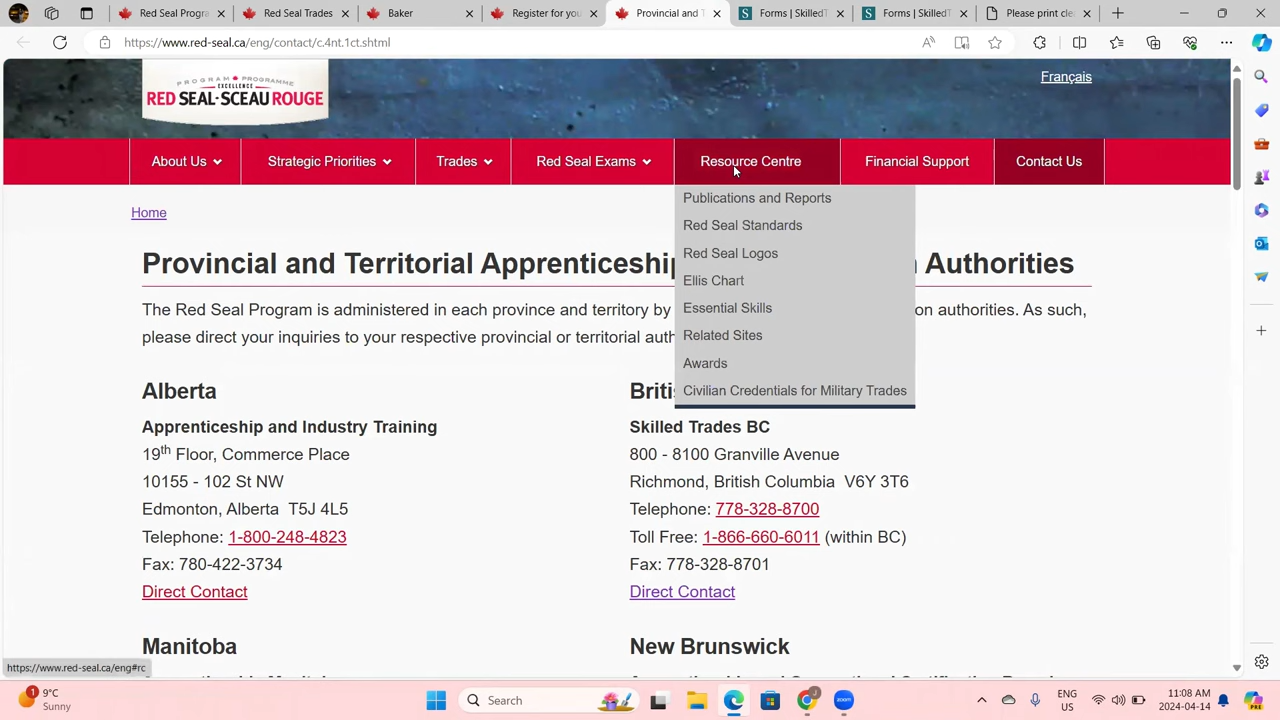 Red Seal Progra
Red Seal Trades
Baker
Register for you
Provincial and T
Forms | SkilledT
Forms | SkilledT
Please print cle
https://www.red-seal.ca/eng/contact/c.4nt.1ct.shtml
PROGRAM PROGRAMME
EXCELLENCE
RED SEAL·SCEAU ROUGE
Français
About Us
Strategic Priorities
Trades
Red Seal Exams
Resource Centre
Financial Support
Contact Us
Publications and Reports
Red Seal Standards
Red Seal Logos
Ellis Chart
Essential Skills
Related Sites
Awards
Civilian Credentials for Military Trades
Home
Provincial and Territorial Apprenticeship n Authorities
The Red Seal Program is administered in each province and territory by on authorities. As such,
please direct your inquiries to your respective provincial or territorial aut
Alberta
Apprenticeship and Industry Training
19th Floor, Commerce Place
10155 - 102 St NW
Edmonton, Alberta T5J 4L5
Telephone: 1-800-248-4823
Fax: 780-422-3734
Direct Contact
Briti
Skilled Trades BC
800 - 8100 Granville Avenue
Richmond, British Columbia V6Y 3T6
Telephone: 778-328-8700
Toll Free: 1-866-660-6011 (within BC)
Fax: 778-328-8701
Direct Contact
Manitoba
New Brunswick
https://www.red-seal.ca/eng#rc
1
9°C
Sunny
Search
zoom
ENG
US
11:08 AM
2024-04-14